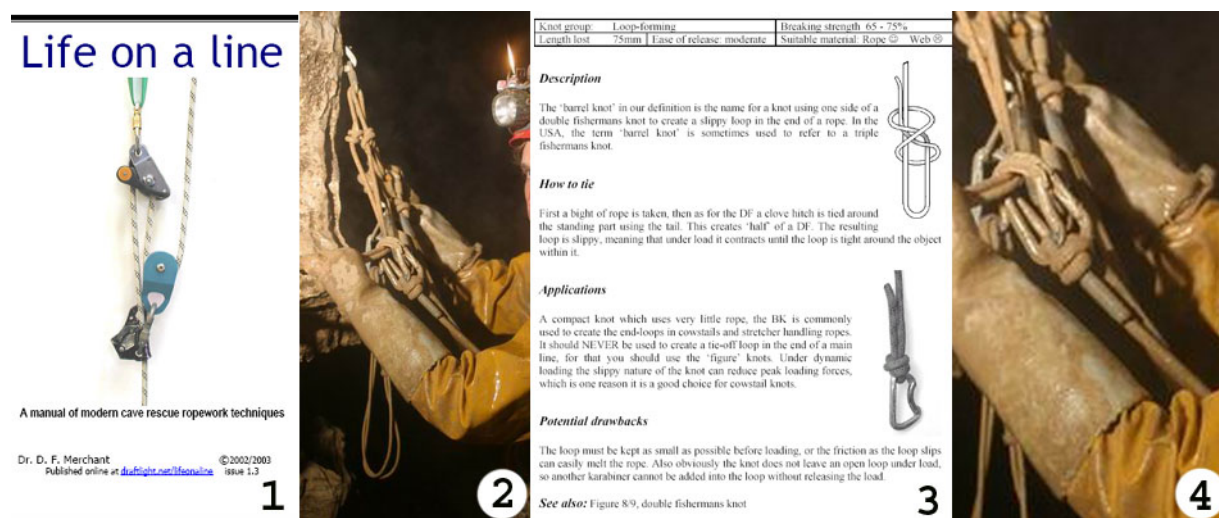 Life on a line
A manual of modern cave rescue ropework techniques
Dr. D. F. Merchant ©2002/2003
Published online at draftlight.net/lifeonaline issue 1.3
1
2
Knot group: Loop-forming Breaking strength 65 - 75%
Length lost 75mm Ease of release: moderate Suitable material: Rope ☺ Web ☹
Description
The ‘barrel knot’ in our definition is the name for a knot using one side of a
double fishermans knot to create a slippy loop in the end of a rope. In the
USA, the term ‘barrel knot’ is sometimes used to refer to a triple
fishermans knot.
How to tie
First a bight of rope is taken, then as for the DF a clove hitch is tied around
the standing part using the tail. This creates ‘half’ of a DF. The resulting
loop is slippy, meaning that under load it contracts until the loop is tight around the object
within it.
Applications
A compact knot which uses very little rope, the BK is commonly
used to create the end-loops in cowstails and stretcher handling ropes.
It should NEVER be used to create a tie-off loop in the end of a main
line, for that you should use the ‘figure’ knots. Under dynamic
loading the slippy nature of the knot can reduce peak loading forces,
which is one reason it is a good choice for cowstail knots.
Potential drawbacks
The loop must be kept as small as possible before loading, or the friction as the loop slips
can easily melt the rope. Also obviously the knot does not leave an open loop under load,
so another karabiner cannot be added into the loop without releasing the load.
See also: Figure 8/9, double fishermans knot
3
4